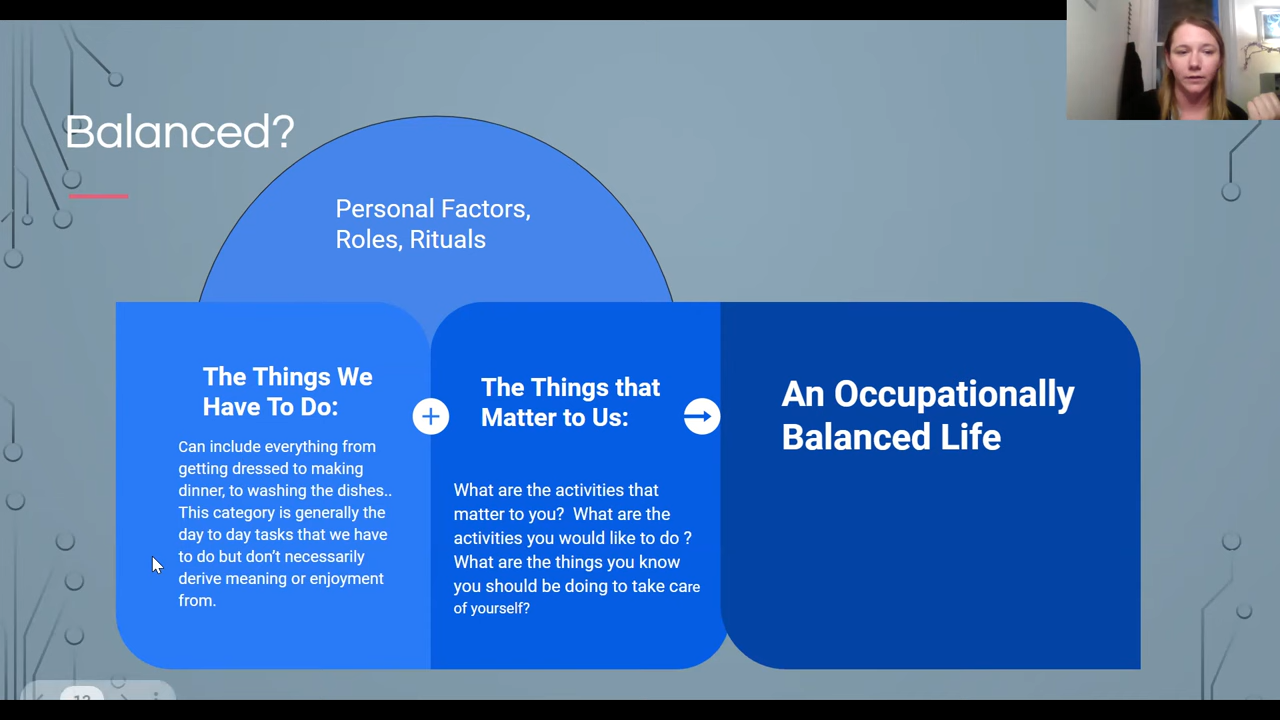 Balanced?
Personal Factors,
Roles, Rituals
The Things We
Have To Do:
Can include everything from
getting dressed to making
dinner, to washing the dishes..
This category is generally the
day to day tasks that we have
to do but don’t necessarily
derive meaning or enjoyment
from.
The Things that
Matter to Us:
What are the activities that
matter to you?  What are the
activities you would like to do ?
What are the things you know
you should be doing to take care
of yourself?
An Occupationally
Balanced Life